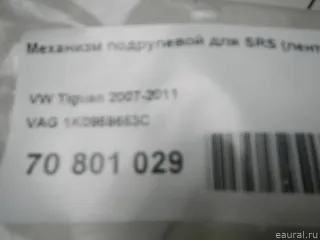 Механизм подрулевой для SRS (лент
VW Tiguan 2007-2011
VAG 1K0959653C
70 801 029
eaural.ru